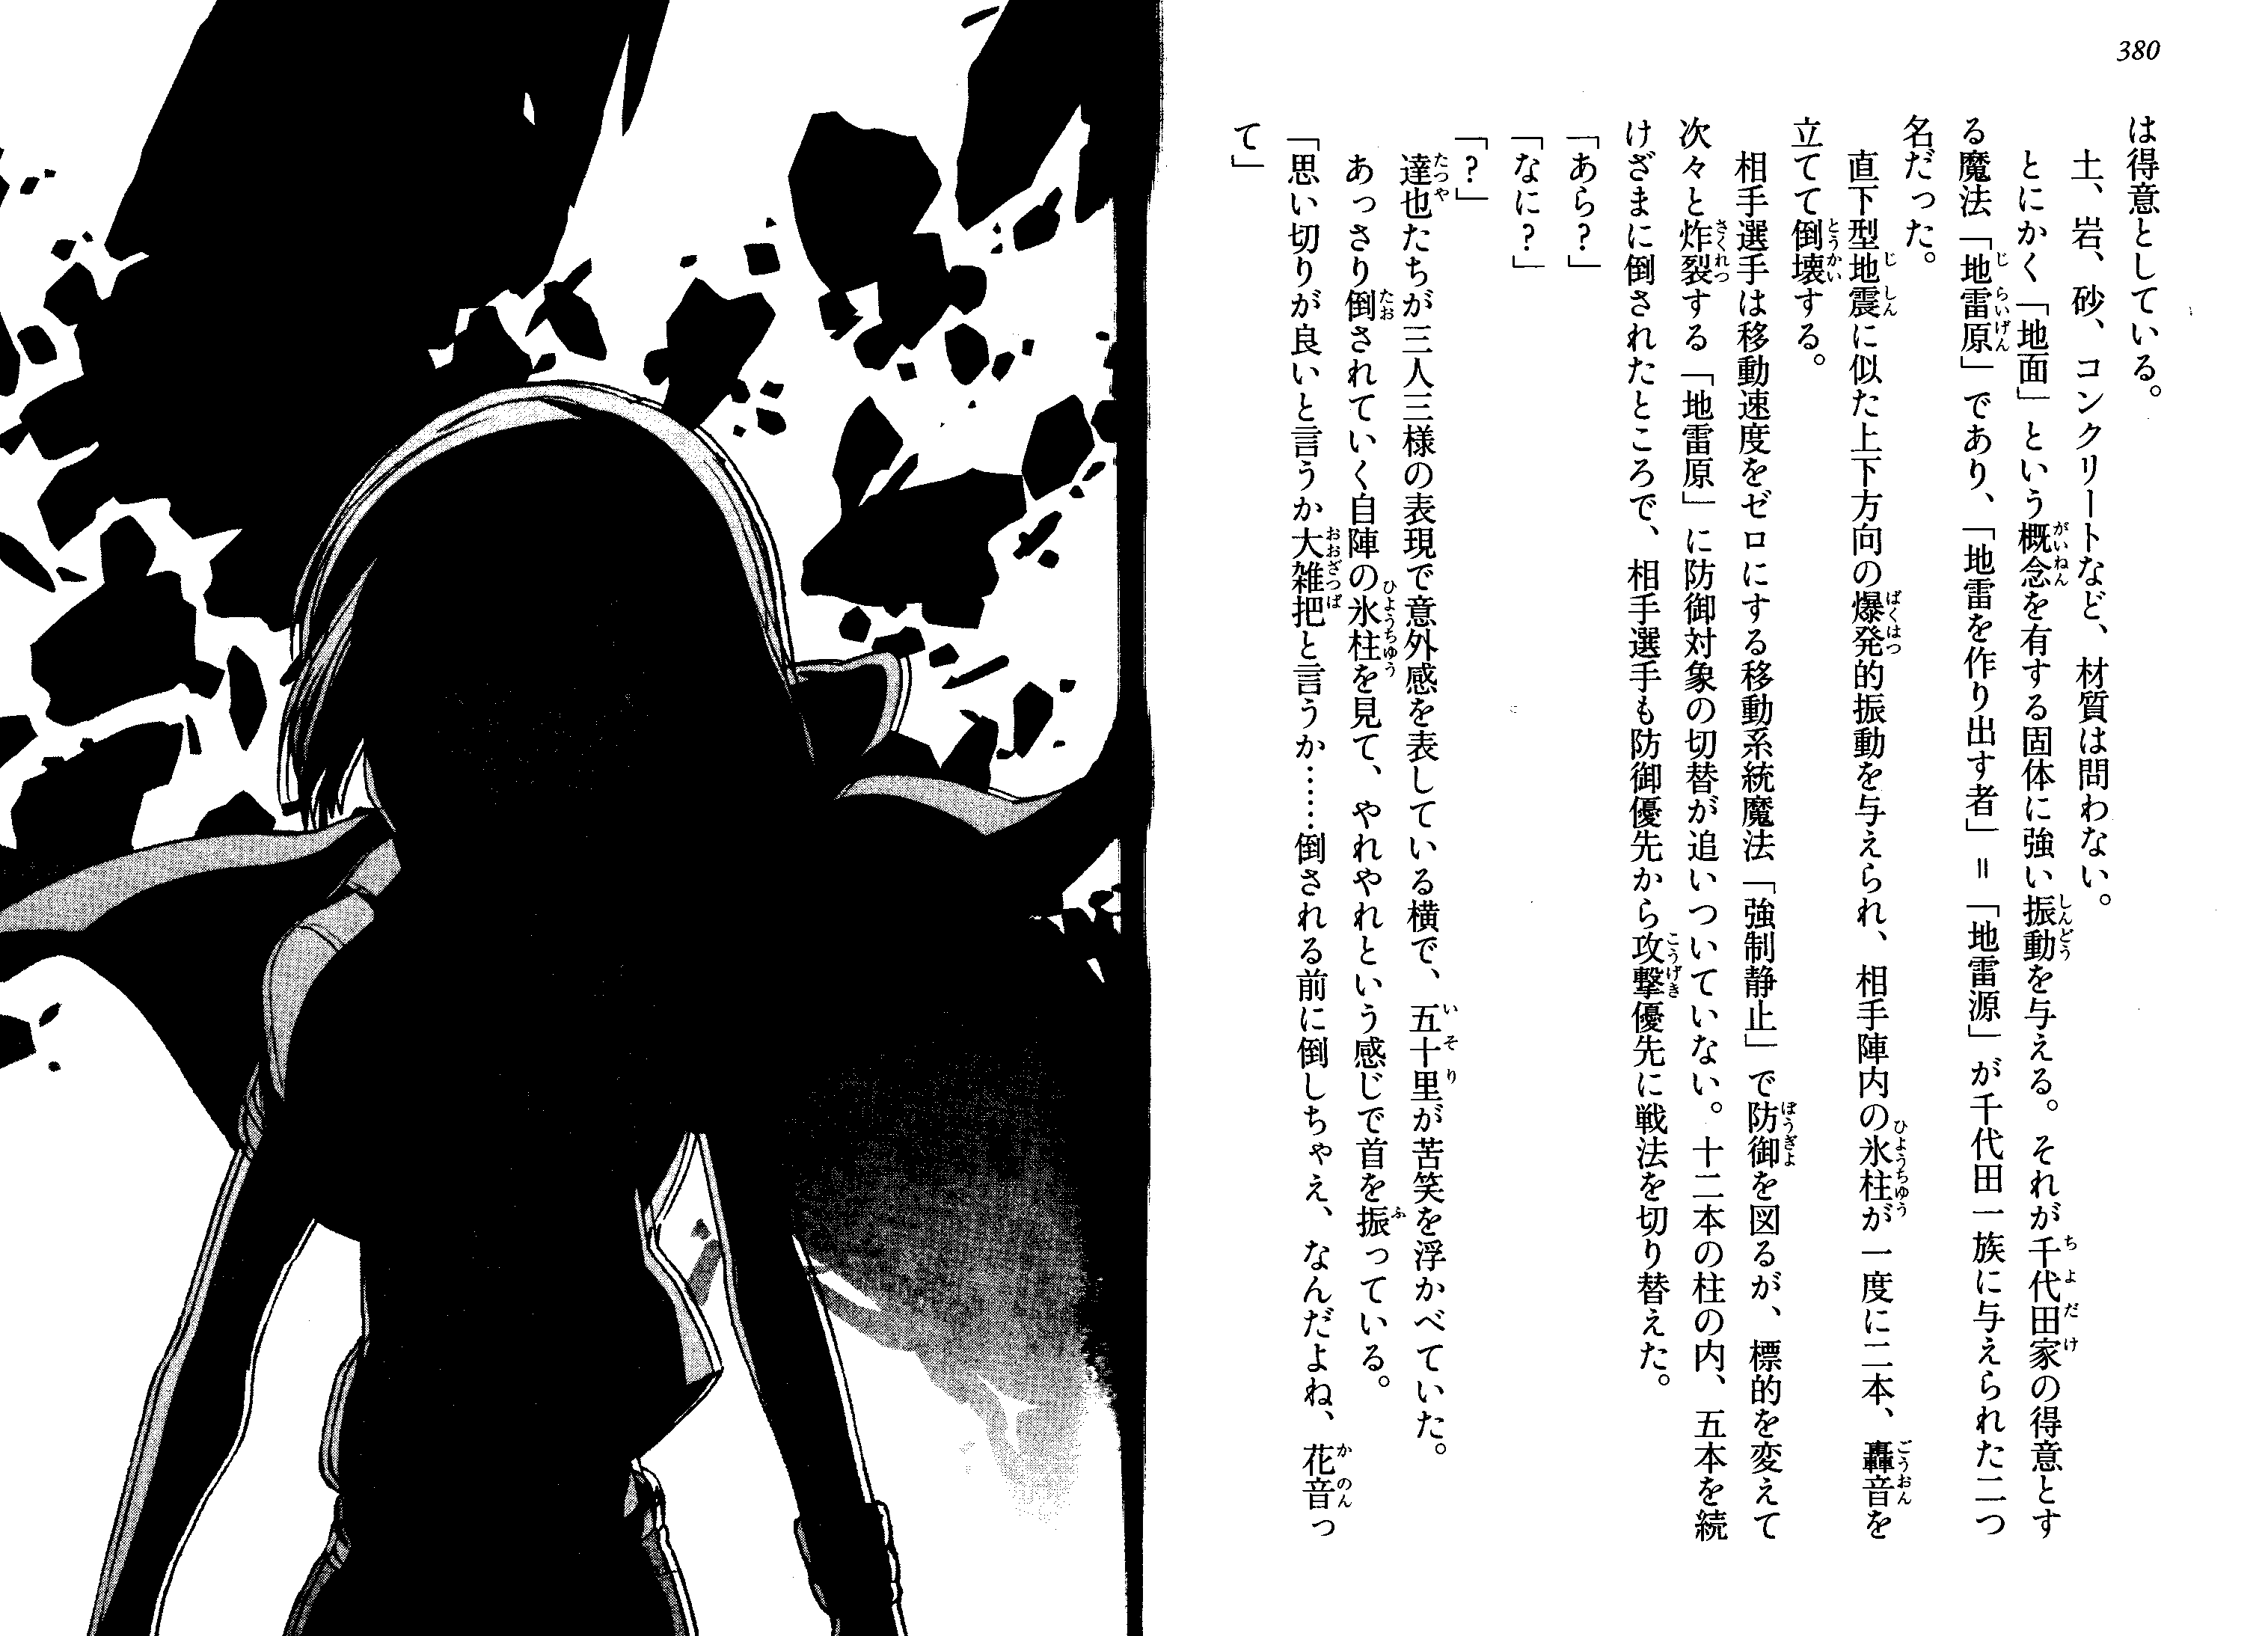 380
は得意としている。
土、岩、砂、コンクリートなど、材質は問わない。
とにかく「地面」という概念を有する固体に強い振動を与える。それが千代田家の得意とす
る魔法「地雷原」であり、「地雷を作り出す者」＝「地雷源」が千代田一族に与えられた二つ
名だった。
直下型地震に似た上下方向の爆発的振動を与えられ、相手陣内の氷柱が一度に二本、轟音を
立てて倒壊する。
相手選手は移動速度をゼロにする移動系統魔法「強制静止」で防御を図るが、標的を変えて
次々と炸裂する「地雷原」に防御対象の切替が追いついていない。十二本の柱の内、五本を続
けざまに倒されたところで、相手選手も防御優先から攻撃優先に戦法を切り替えた。
「あら？」
「なに？」
「？」
達也たちが三人三様の表現で意外感を表している横で、五十里が苦笑を浮かべていた。
あっさり倒されていく自陣の氷柱を見て、やれやれという感じで首を振っている。
「思い切りが良いと言うか大雑把と言うか……倒される前に倒しちゃえ、なんだよね、花音っ
て」